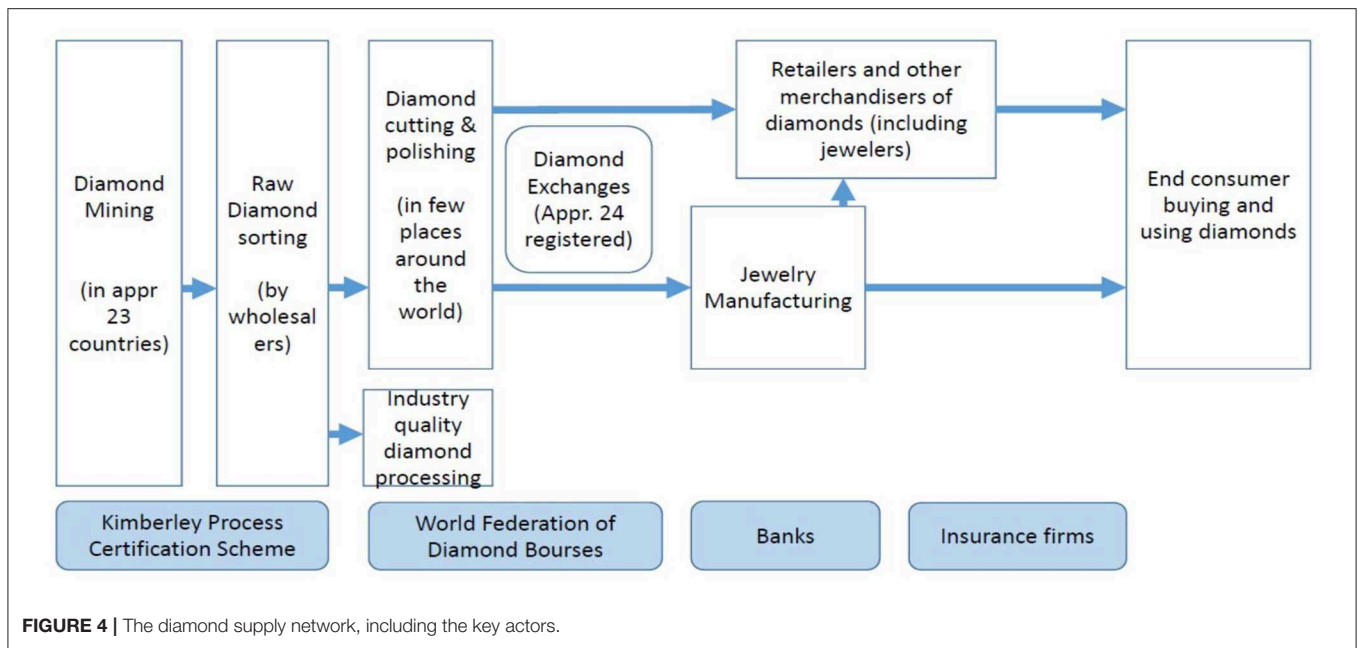 Diamond
Mining
(in appr
23
countries)
Raw
Diamond
sorting
(by
wholesal
ers)
Diamond
cutting &
polishing
(in few
places
around
the
world)
Industry
quality
diamond
processing
Diamond
Exchanges
(Appr. 24
registered)
Retailers and other
merchandisers of
diamonds (including
jewelers)
Jewelry
Manufacturing
End consumer
buying and
using diamonds
Kimberley Process
Certification Scheme
World Federation of
Diamond Bourses
Banks
Insurance firms
FIGURE 4 | The diamond supply network, including the key actors.